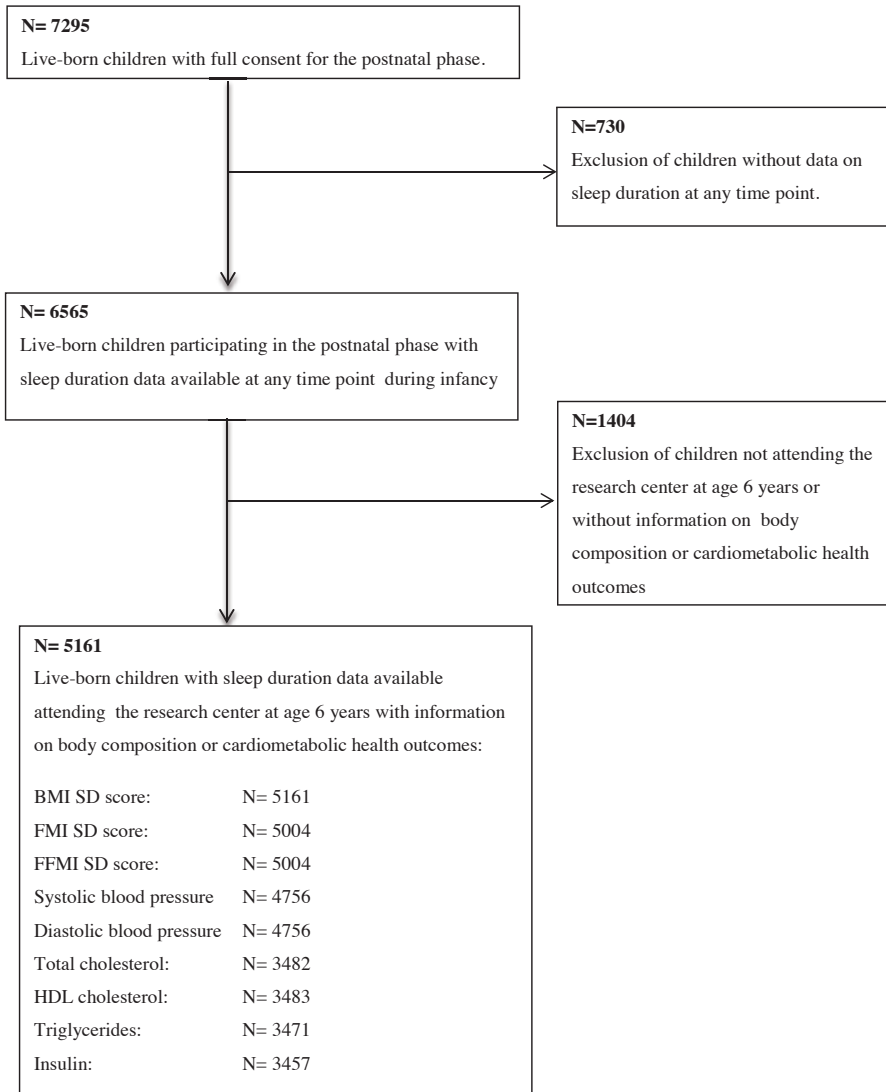 N= 7295
Live-born children with full consent for the postnatal phase.
N=730
Exclusion of children without data on
sleep duration at any time point.
N= 6565
Live-born children participating in the postnatal phase with
sleep duration data available at any time point during infancy
N=1404
Exclusion of children not attending the
research center at age 6 years or
without information on body
composition or cardiometabolic health
outcomes
N= 5161
Live-born children with sleep duration data available
attending the research center at age 6 years with information
on body composition or cardiometabolic health outcomes:
BMI SD score: N= 5161
FMI SD score: N= 5004
FFMI SD score: N= 5004
Systolic blood pressure N= 4756
Diastolic blood pressure N= 4756
Total cholesterol: N= 3482
HDL cholesterol: N= 3483
Triglycerides: N= 3471
Insulin: N= 3457